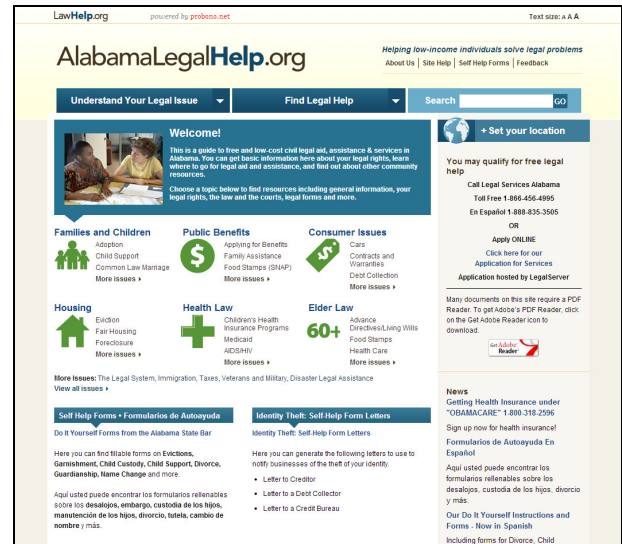 LawHelp.org
powered by probono.net
Text size: A A A
AlabamaLegalHelp.org
Helping low-income individuals solve legal problems
About Us | Site Help | Self Help Forms | Feedback
Understand Your Legal Issue
Find Legal Help
Search
GO
Welcome!
This is a guide to free and low-cost civil legal aid, assistance & services in
Alabama. You can get basic information here about your legal rights, learn
where to go for legal aid and assistance, and find out about other community
resources.
Choose a topic below to find resources including general information, your
legal rights, the law and the courts, legal forms and more.
+ Set your location
You may qualify for free legal
help
Call Legal Services Alabama
Toll Free 1-866-456-4995
En Español 1-888-835-3505
OR
Apply ONLINE
Click here for our
Application for Services
Application hosted by LegalServer
Many documents on this site require a PDF
Reader. To get Adobe's PDF Reader, click
on the Get Adobe Reader icon to
download.
Get Adobe
Reader
Families and Children
Adoption
Child Support
Common Law Marriage
More issues
Public Benefits
Applying for Benefits
Family Assistance
Food Stamps (SNAP)
More issues
Consumer Issues
Cars
Contracts and
Warranties
Debt Collection
More issues
Housing
Eviction
Fair Housing
Foreclosure
More issues
Health Law
Children's Health
Insurance Programs
Medicaid
AIDS/HIV
More issues
Elder Law
60+
Advance
Directives/Living Wills
Food Stamps
Health Care
More issues
More Issues: The Legal System, Immigration, Taxes, Veterans and Military, Disaster Legal Assistance
View all issues
Self Help Forms • Formularios de Autoayuda
Do It Yourself Forms from the Alabama State Bar
Here you can find fillable forms on Evictions,
Garnishment, Child Custody, Child Support, Divorce,
Guardianship, Name Change and more.
Aquí usted puede encontrar los formularios rellenables
sobre los desalojos, embargo, custodia de los hijos,
manutención de los hijos, divorcio, tutela, cambio de
nombre y más.
Identity Theft: Self-Help Form Letters
Identity Theft: Self-Help Form Letters
Here you can generate the following letters to use to
notify businesses of the theft of your identity.
• Letter to Creditor
• Letter to a Debt Collector
• Letter to a Credit Bureau
News
Getting Health Insurance under
"OBAMACARE" 1-800-318-2596
Sign up now for health insurance!
Formularios de Autoayuda En
Español
Aquí usted puede encontrar los
formularios rellenables sobre los
desalojos, custodia de los hijos, divorcio
y más.
Our Do It Yourself Instructions and
Forms - Now in Spanish
Including forms for Divorce, Child